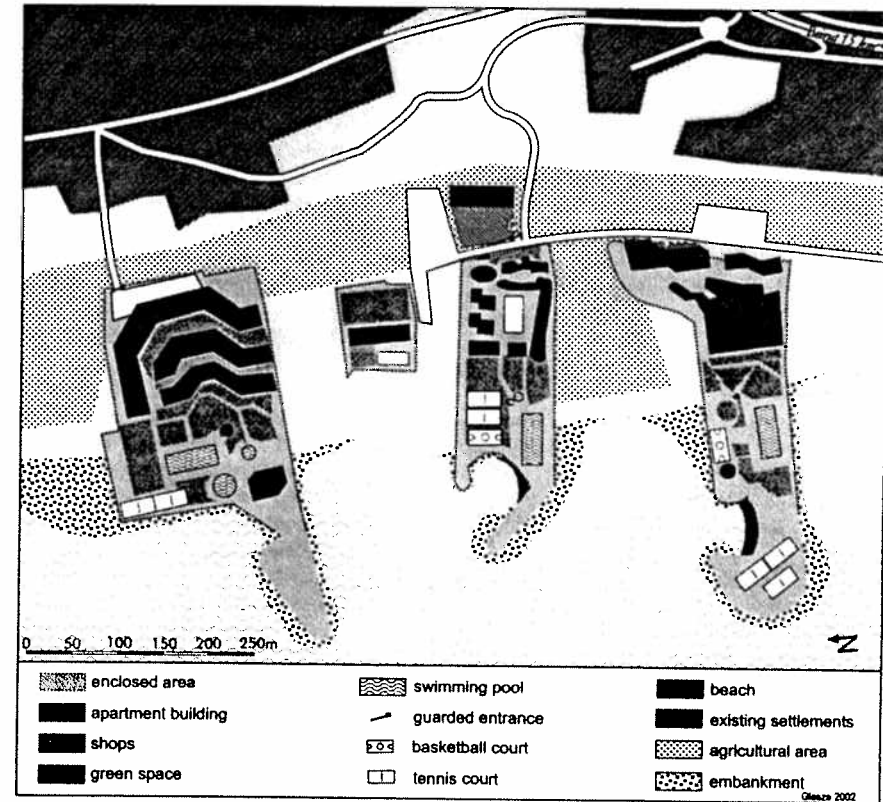 0 50 100 150 200 250m
N
enclosed area
apartment building
shops
green space
swimming pool
guarded entrance
basketball court
tennis court
beach
existing settlements
agricultural area
embankment
2002